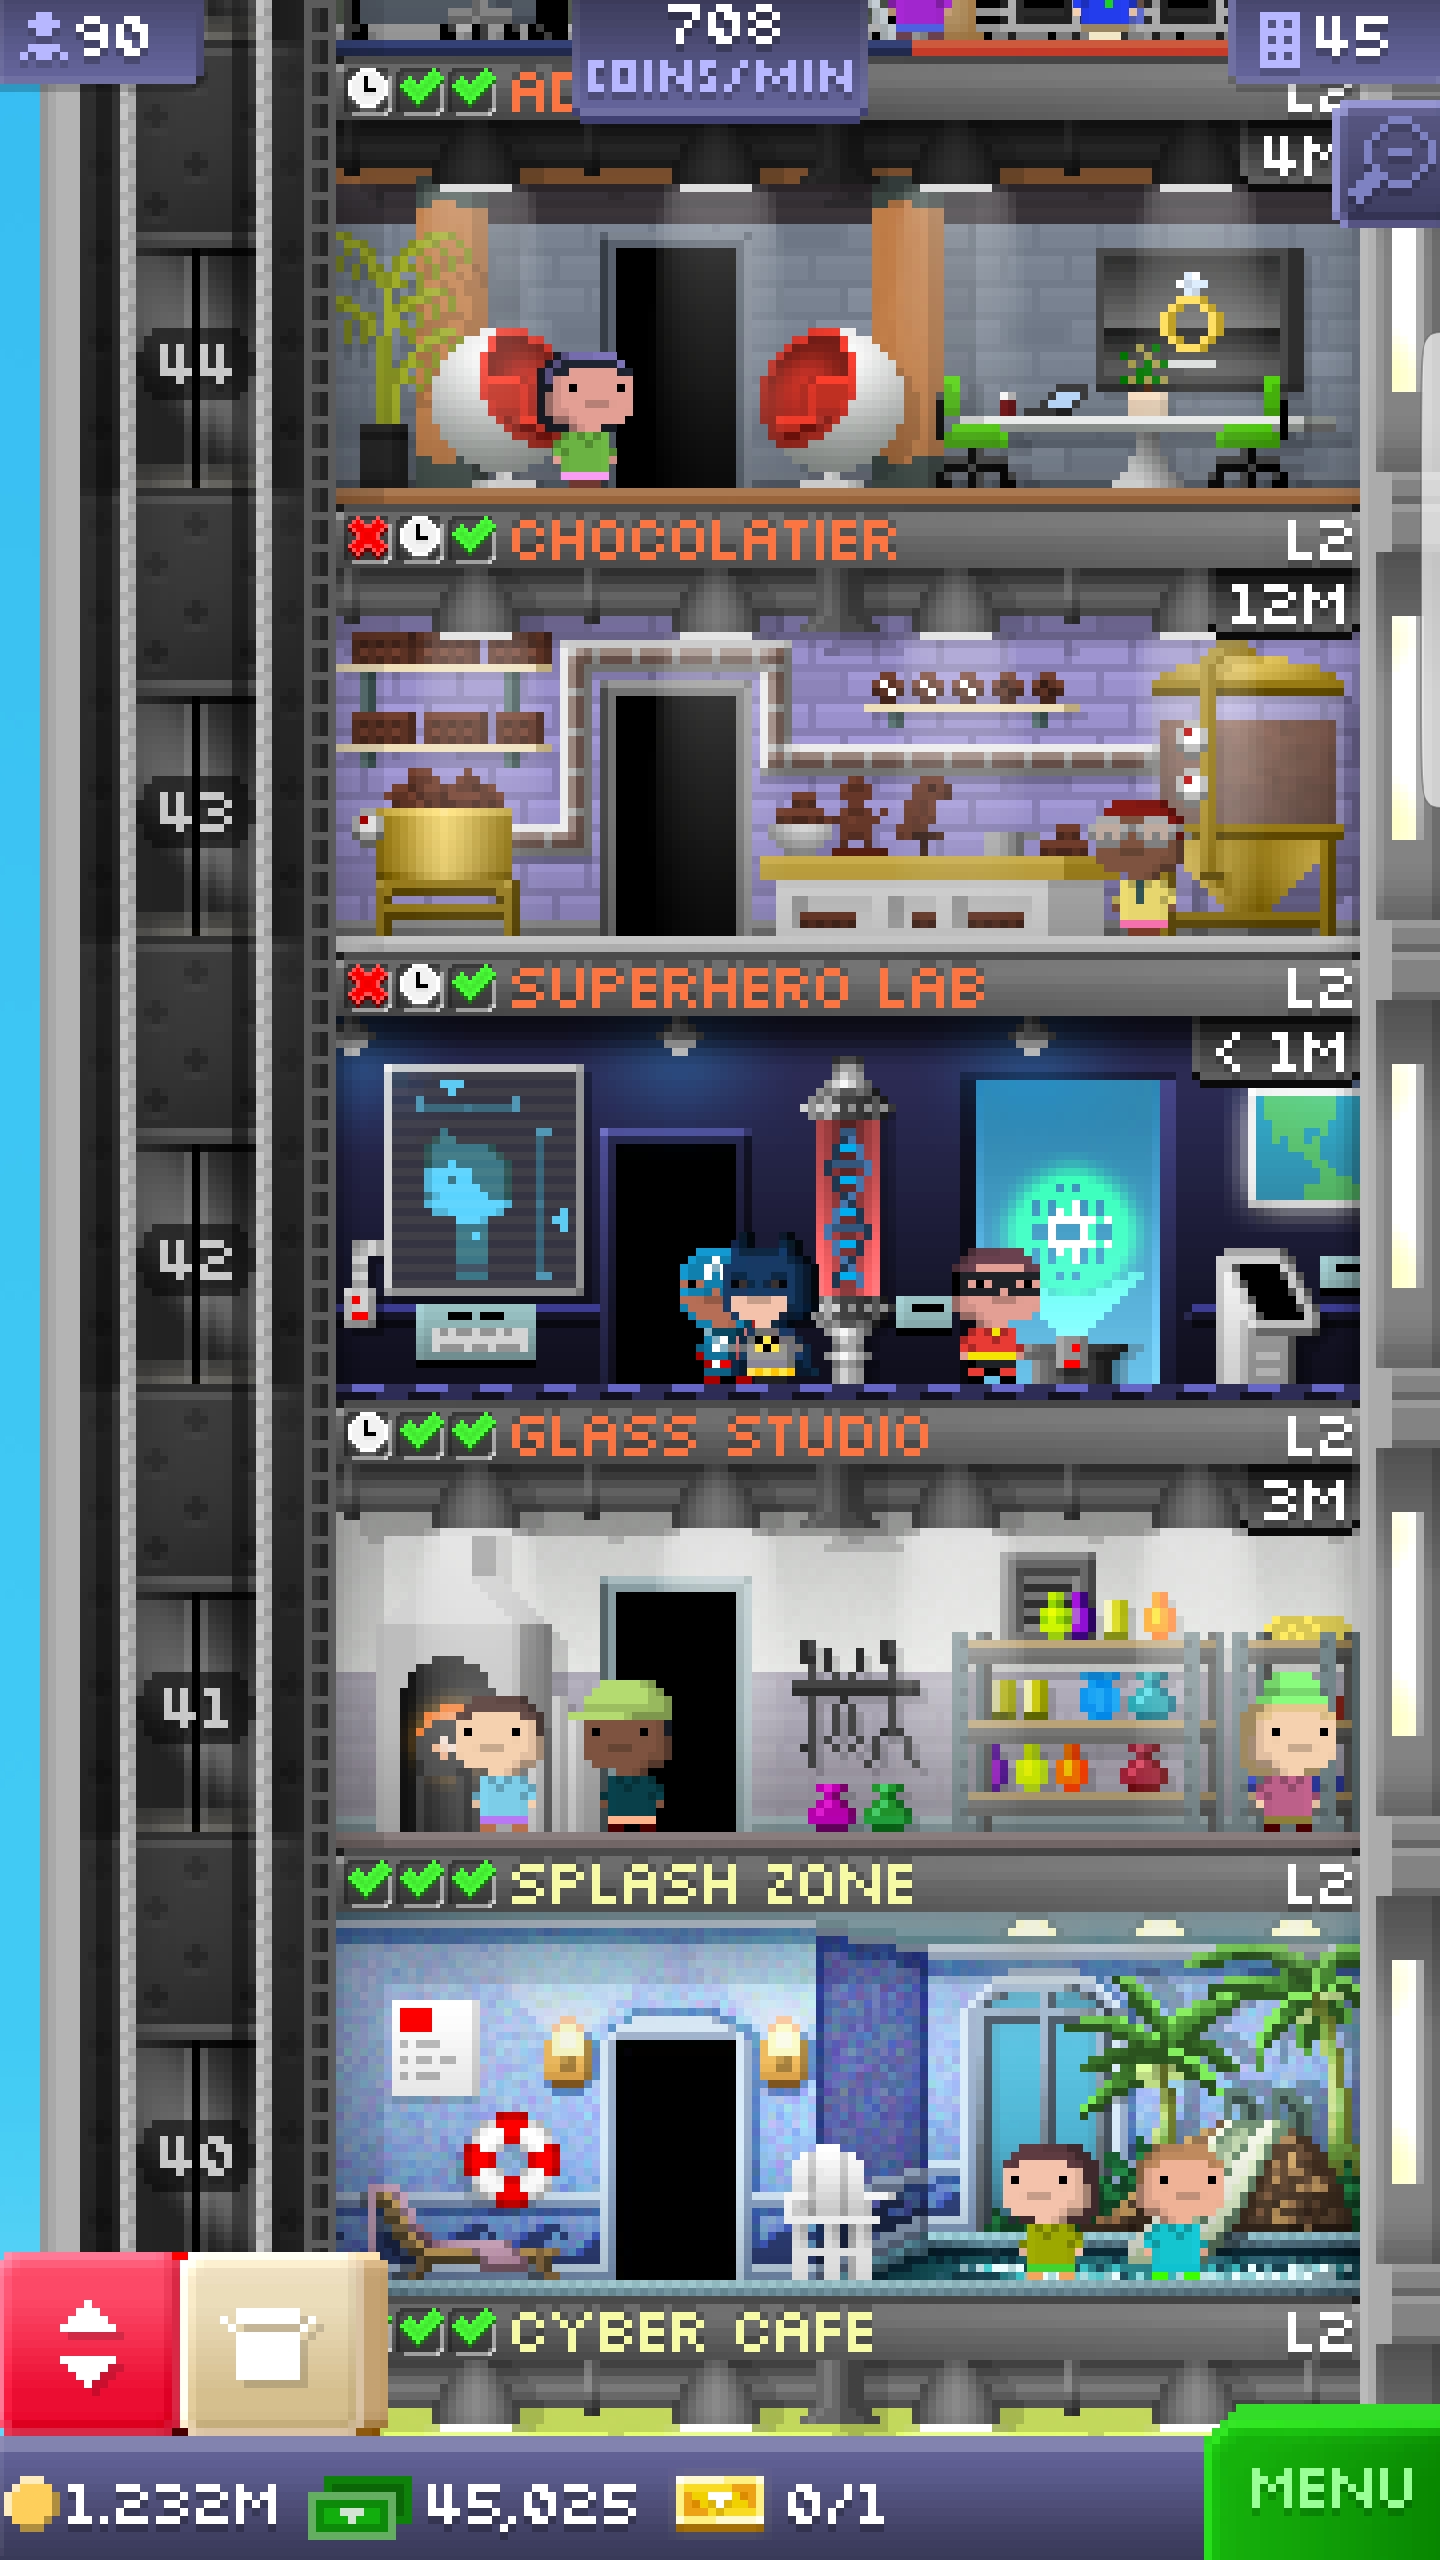 90
708
COINS/MIN
45
L2
4M
44
CHOCOLATIER L2
12M
43
SUPERHERO LAB L2
< 1M
42
GLASS STUDIO L2
3M
41
SPLASH ZONE L2
40
CYBER CAFE L2
1.232M 45,025 0/1 MENU